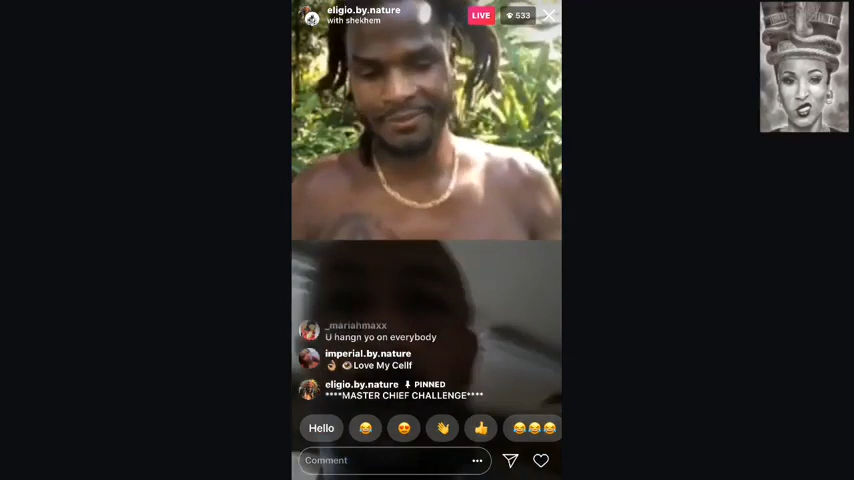 eligio.by.nature
with shekhem
LIVE
533
_mariahmaxx
U hangn yo on everybody
imperial.by.nature
👌🏾 👁Love My Cellf
eligio.by.nature PINNED
****MASTER CHIEF CHALLENGE****
Hello
Comment